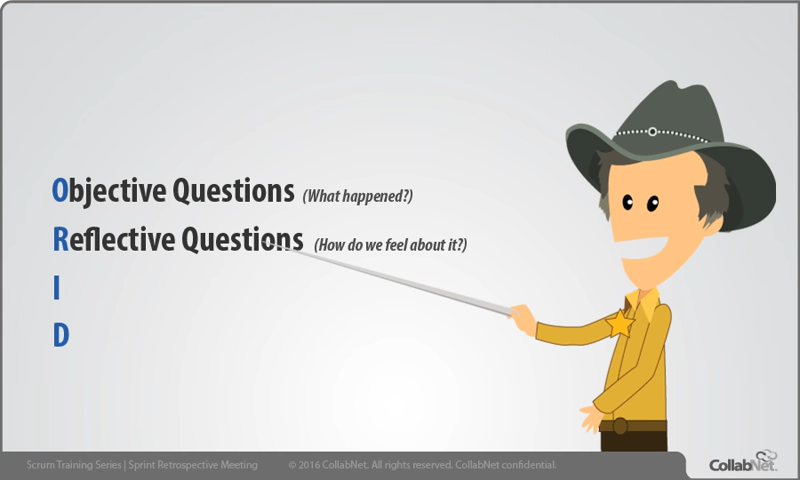 Objective Questions (What happened?)
Reflective Questions (How do we feel about it?)
I
D
Scrum Training Series | Sprint Retrospective Meeting © 2016 CollabNet. All rights reserved. CollabNet confidential.
CollabNet.